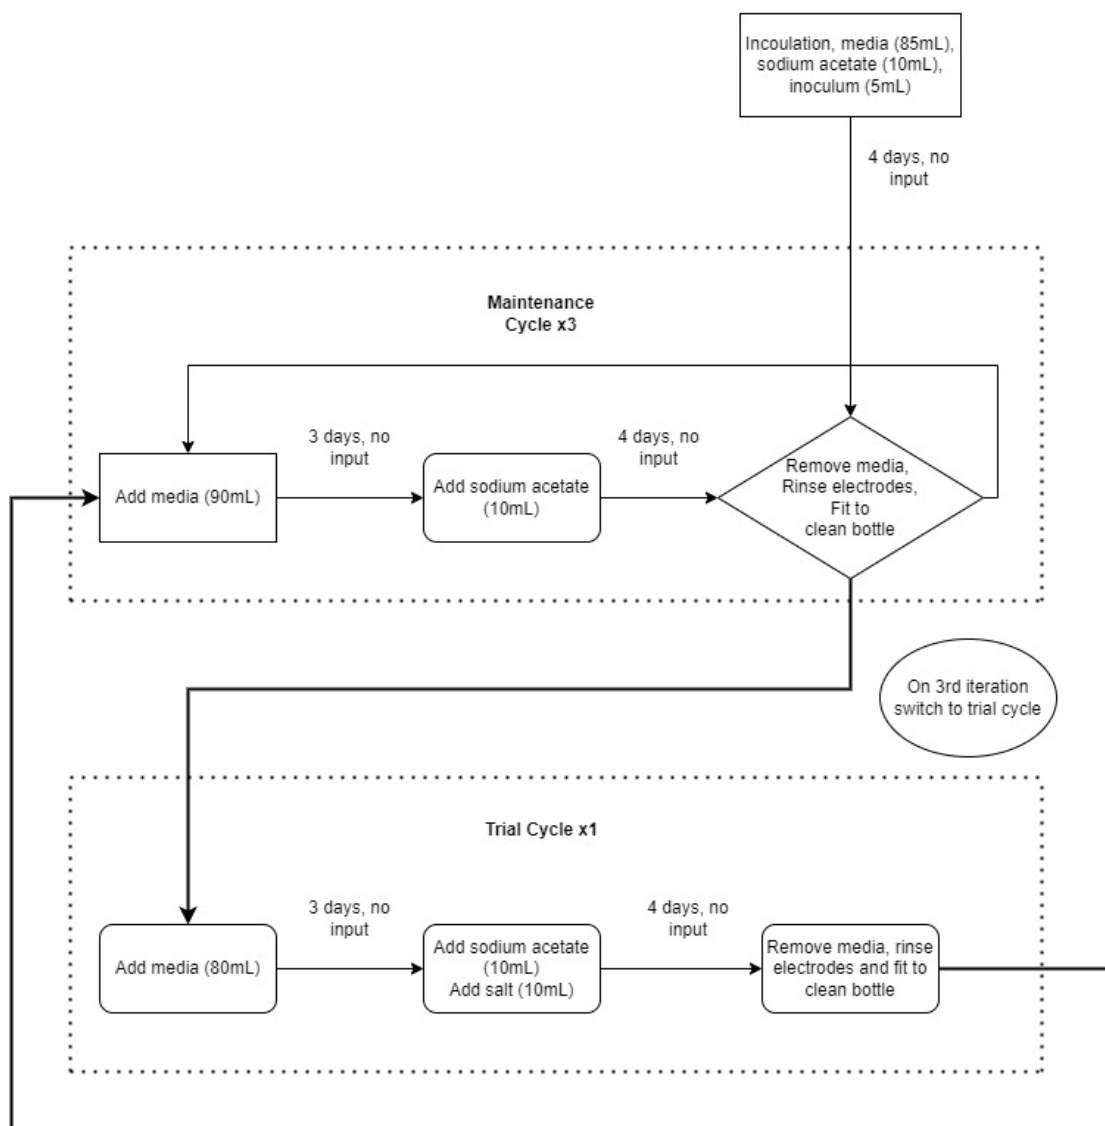 Incoulation, media (85mL),
sodium acetate (10mL),
inoculum (5mL)
4 days, no
input
Maintenance
Cycle x3
3 days, no
input
4 days, no
input
Add media (90mL)
Add sodium acetate
(10mL)
Remove media,
Rinse electrodes,
Fit to
clean bottle
On 3rd iteration
switch to trial cycle
Trial Cycle x1
3 days, no
input
4 days, no
input
Add media (80mL)
Add sodium acetate
(10mL)
Add salt (10mL)
Remove media, rinse
electrodes and fit to
clean bottle